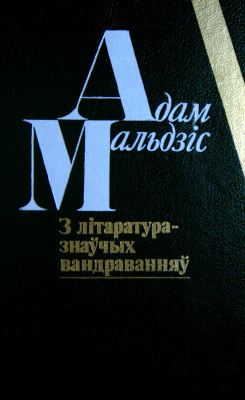 Адам
Мальдзіс
З літаратура-
знаўчых
вандраванняў